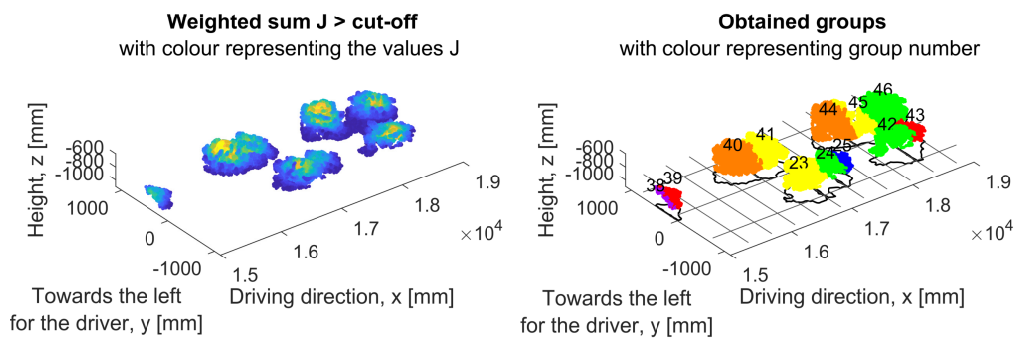 Weighted sum J > cut-off
with colour representing the values J
Height, z [mm]
-600
-800
-1000
1000
0
-1000
1.5
1.6
1.7
1.8
1.9
×10^4
Towards the left
for the driver, y [mm]
Driving direction, x [mm]
Obtained groups
with colour representing group number
Height, z [mm]
-600
-800
-1000
1000
0
-1000
1.5
1.6
1.7
1.8
1.9
×10^4
46
45
44
43
42
41
40
25
24
23
39
Towards the left
for the driver, y [mm]
Driving direction, x [mm]